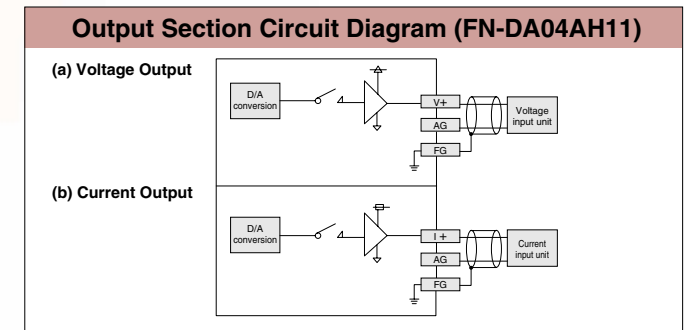 Output Section Circuit Diagram (FN-DA04AH11)
(a) Voltage Output
D/A
conversion
V+
AG
FG
Voltage
input unit
(b) Current Output
D/A
conversion
I +
AG
FG
Current
input unit